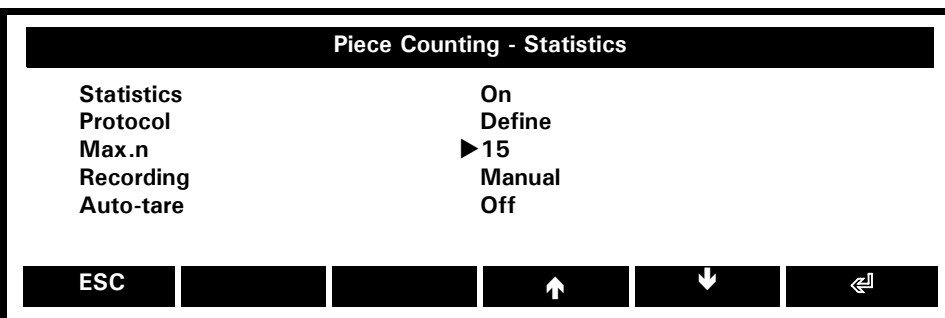 Piece Counting - Statistics
Statistics On
Protocol Define
Max.n ▶15
Recording Manual
Auto-tare Off
ESC